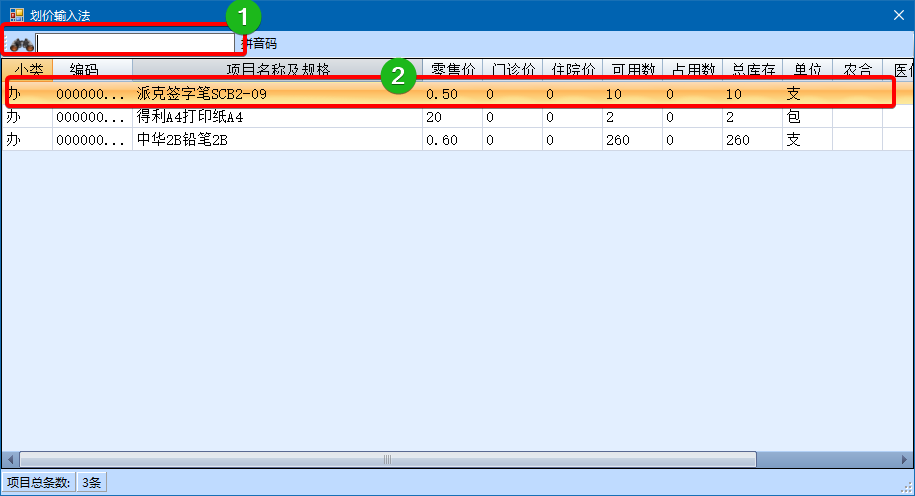 划价输入法
1
拼音码
2
小类 编码 项目名称及规格 零售价 门诊价 住院价 可用数 占用数 总库存 单位 农合
办 000000... 派克签字笔SCB2-09 0.50 0 0 10 0 10 支
办 000000... 得利A4打印纸A4 20 0 0 2 0 2 包
办 000000... 中华2B铅笔2B 0.60 0 0 260 0 260 支
项目总条数: 3条